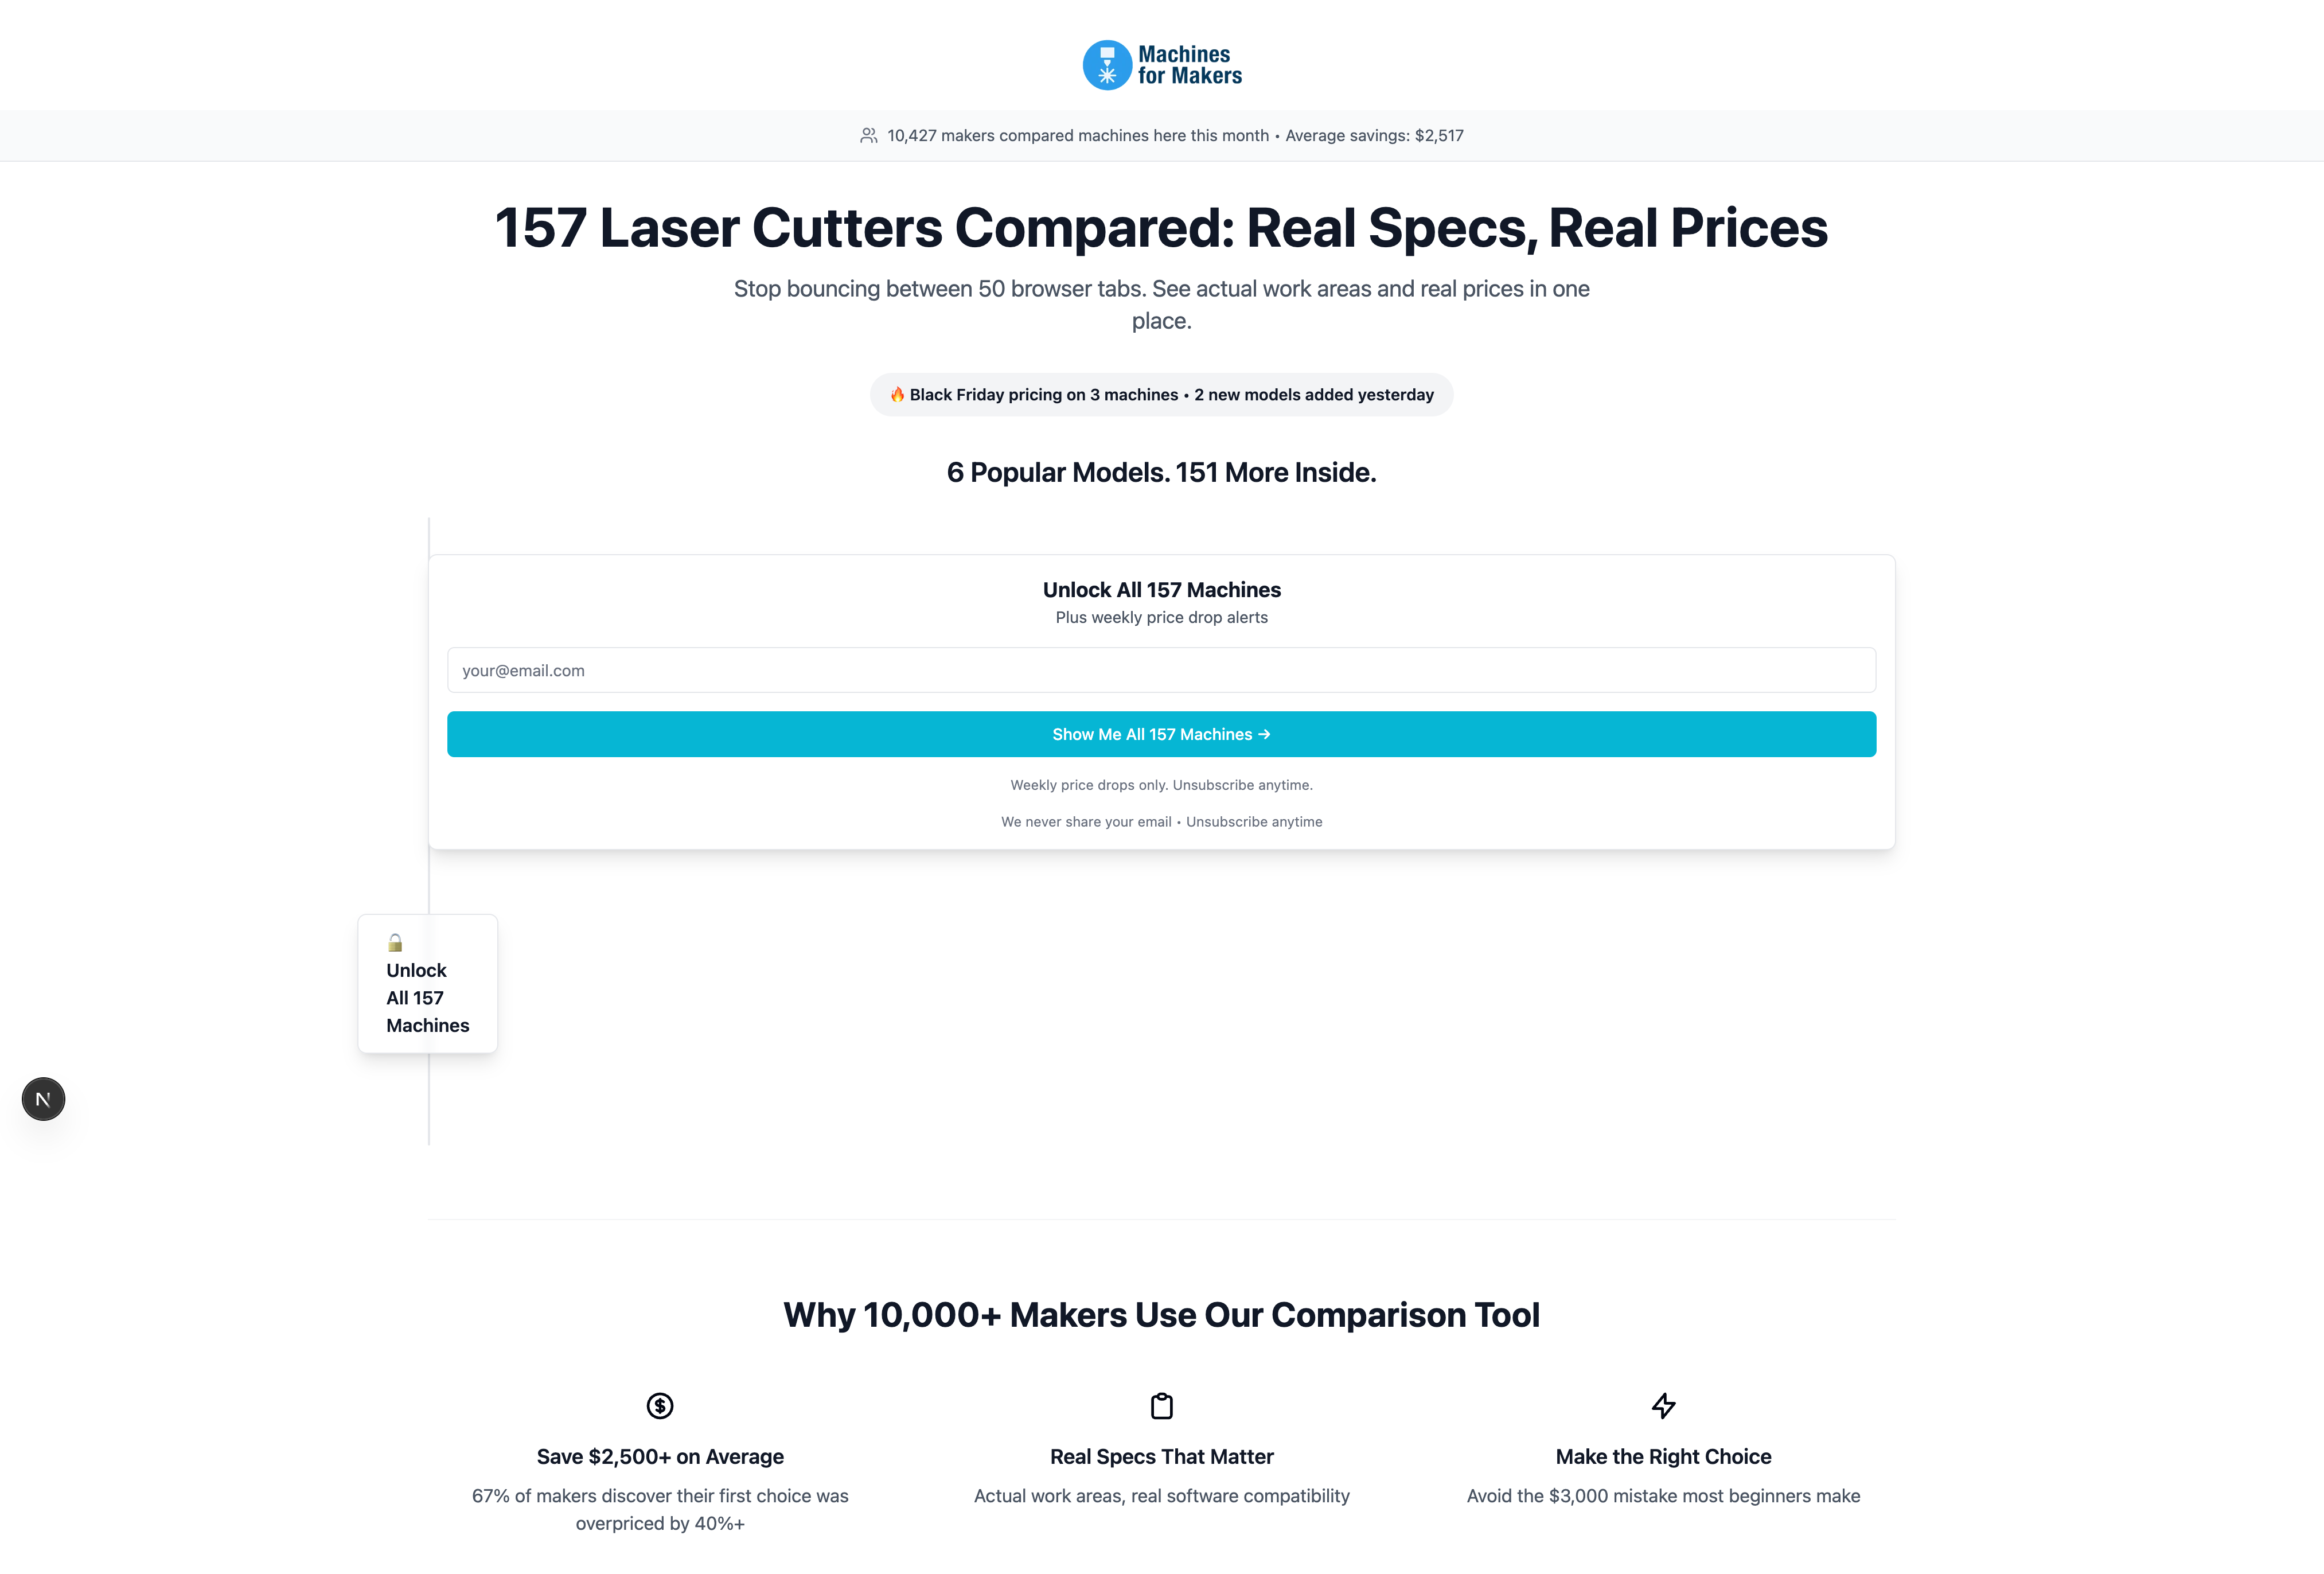 Machines
for Makers
10,427 makers compared machines here this month • Average savings: $2,517
157 Laser Cutters Compared: Real Specs, Real Prices
Stop bouncing between 50 browser tabs. See actual work areas and real prices in one
place.
🔥 Black Friday pricing on 3 machines • 2 new models added yesterday
6 Popular Models. 151 More Inside.
Unlock All 157 Machines
Plus weekly price drop alerts
your@email.com
Show Me All 157 Machines →
Weekly price drops only. Unsubscribe anytime.
We never share your email • Unsubscribe anytime
🔓
Unlock
All 157
Machines
N
Why 10,000+ Makers Use Our Comparison Tool
Save $2,500+ on Average
67% of makers discover their first choice was
overpriced by 40%+
Real Specs That Matter
Actual work areas, real software compatibility
Make the Right Choice
Avoid the $3,000 mistake most beginners make